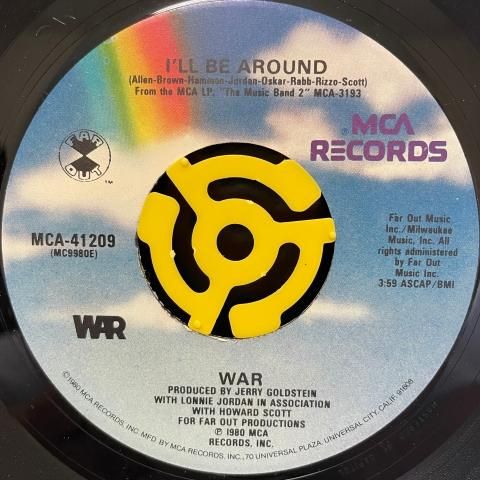 I'LL BE AROUND
(Allen-Brown-Hammon-Jordan-Oskar-Rabb-Rizzo-Scott)
From the MCA LP, "The Music Band 2" MCA-3193
FAR
OUT
™
MCA RECORDS
MCA-41209
(MC9980E)
Far Out Music
Inc./Milwaukee
Music, Inc. All
rights administered
by Far Out
Music Inc.
3:59 ASCAP/BMI
WAR
WAR
PRODUCED BY JERRY GOLDSTEIN
WITH LONNIE JORDAN IN ASSOCIATION
WITH HOWARD SCOTT
FOR FAR OUT PRODUCTIONS
℗ 1980 MCA
RECORDS, INC.
©1980 MCA RECORDS, INC. MFD BY MCA RECORDS, INC., 70 UNIVERSAL PLAZA, UNIVERSAL CITY, CALIF. 91608